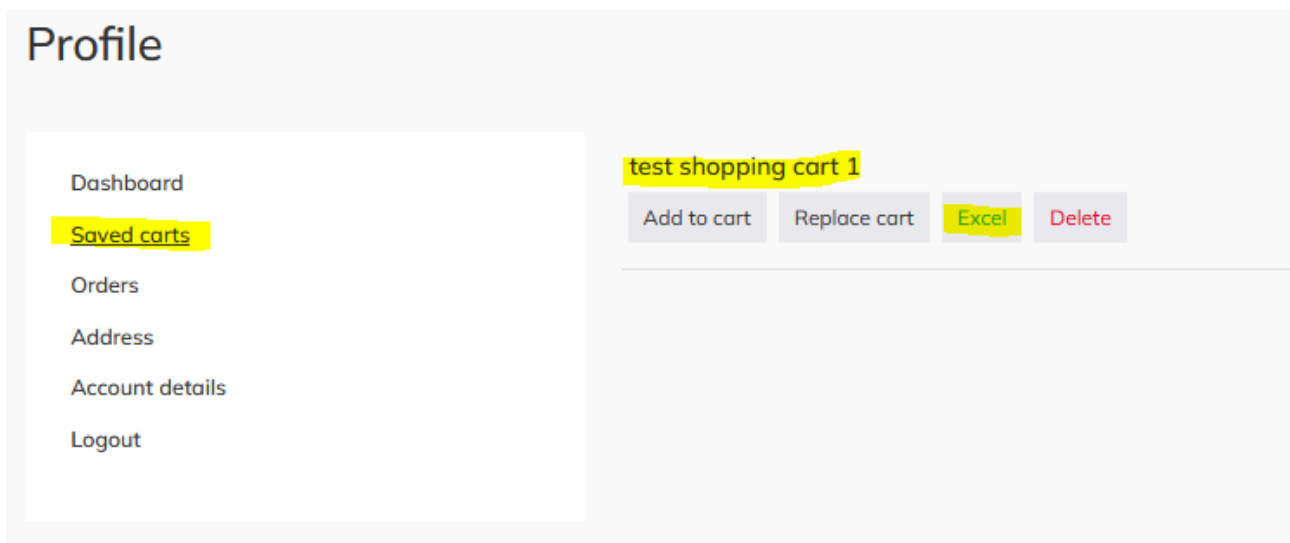 Profile
Dashboard
Saved carts
Orders
Address
Account details
Logout
test shopping cart 1
Add to cart Replace cart Excel Delete